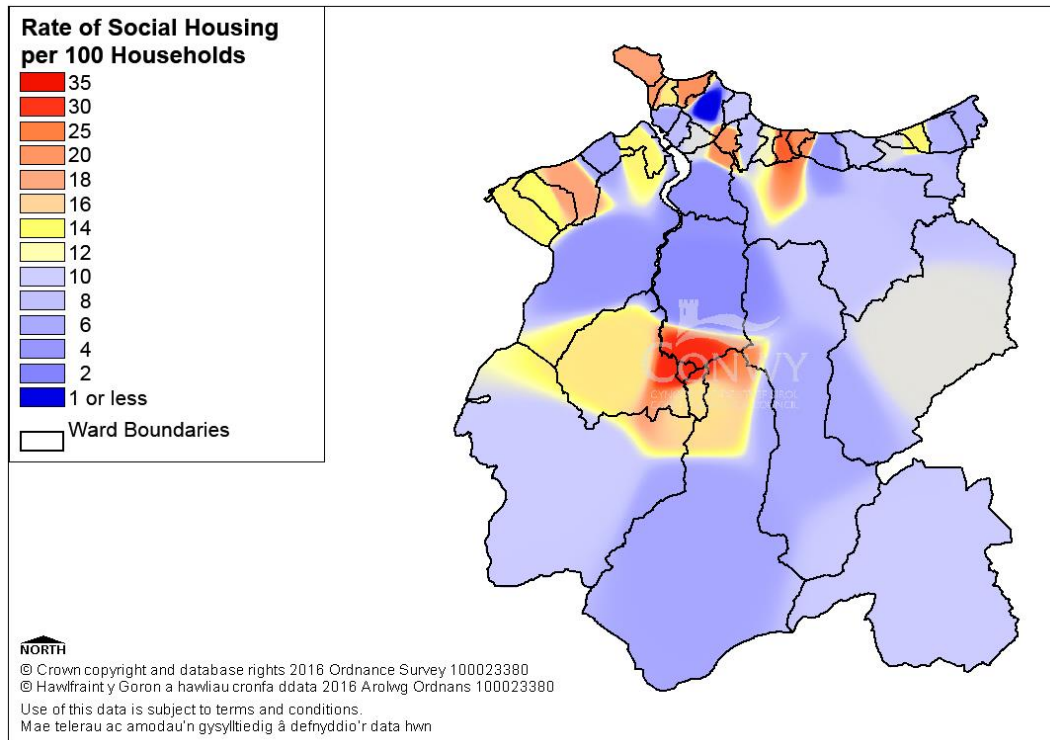 Rate of Social Housing
per 100 Households
35
30
25
20
18
16
14
12
10
8
6
4
2
1 or less
Ward Boundaries
CONWY
COUNCIL
NORTH
© Crown copyright and database rights 2016 Ordnance Survey 100023380
© Hawlfraint y Goron a hawliau cronfa ddata 2016 Arolwg Ordnans 100023380
Use of this data is subject to terms and conditions.
Mae telerau ac amodau'n gysylltiedig â defnyddio'r data hwn